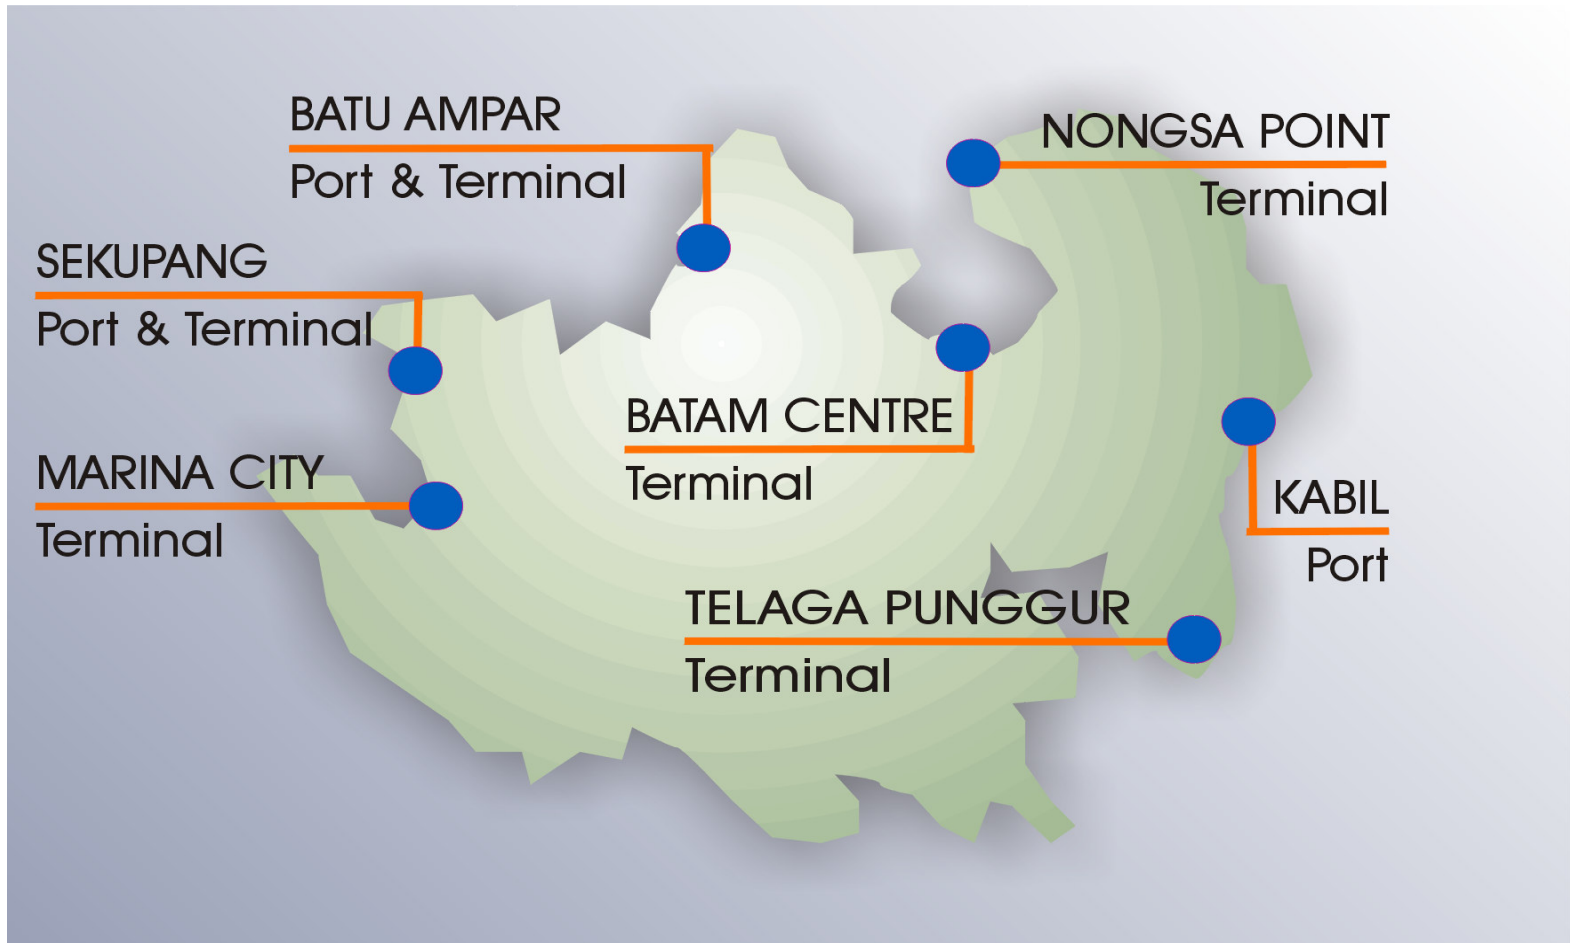 BATU AMPAR
Port & Terminal
NONGSA POINT
Terminal
SEKUPANG
Port & Terminal
BATAM CENTRE
Terminal
MARINA CITY
Terminal
KABIL
Port
TELAGA PUNGGUR
Terminal